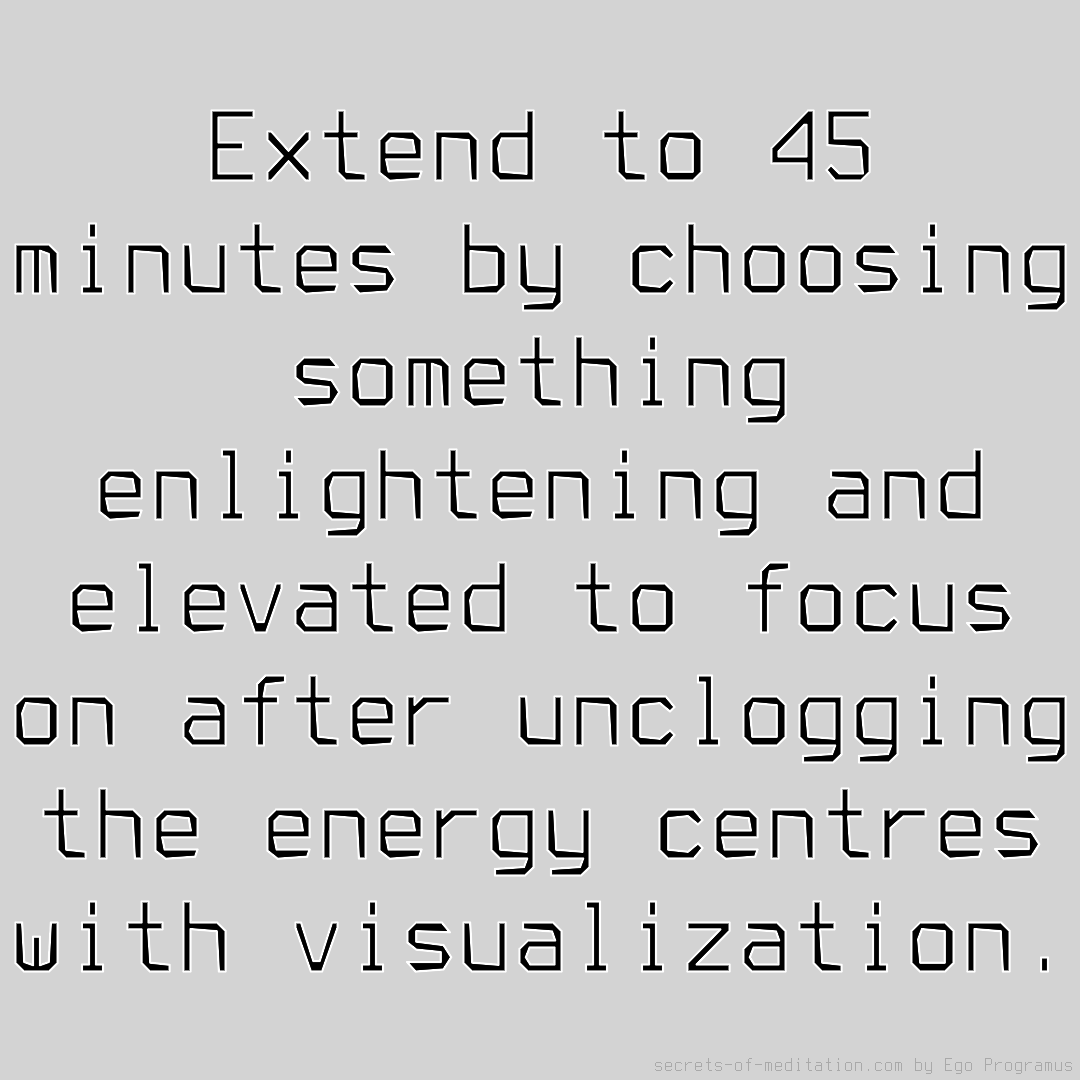 Extend to 45
minutes by choosing
something
enlightening and
elevated to focus
on after unclogging
the energy centres
with visualization.
secrets-of-meditation.com by Ego Programus